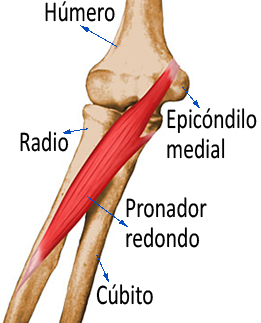 Húmero
Epicóndilo
medial
Radio
Pronador
redondo
Cúbito